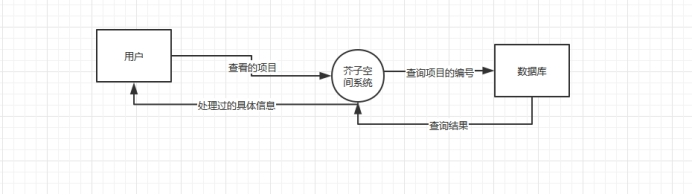 用户
查看的项目
芥子空
间系统
查询项目的编号
数据库
处理过的具体信息
查询结果